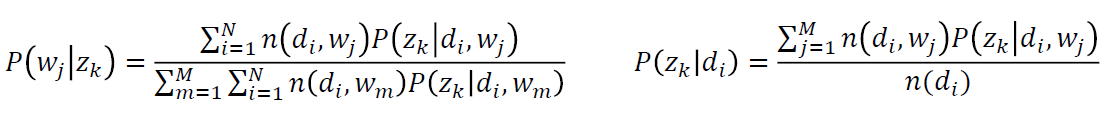 P(w_j|z_k) = \frac{\sum_{i=1}^{N} n(d_i, w_j)P(z_k|d_i, w_j)}{\sum_{m=1}^{M} \sum_{i=1}^{N} n(d_i, w_m)P(z_k|d_i, w_m)}
P(z_k|d_i) = \frac{\sum_{j=1}^{M} n(d_i, w_j)P(z_k|d_i, w_j)}{n(d_i)}